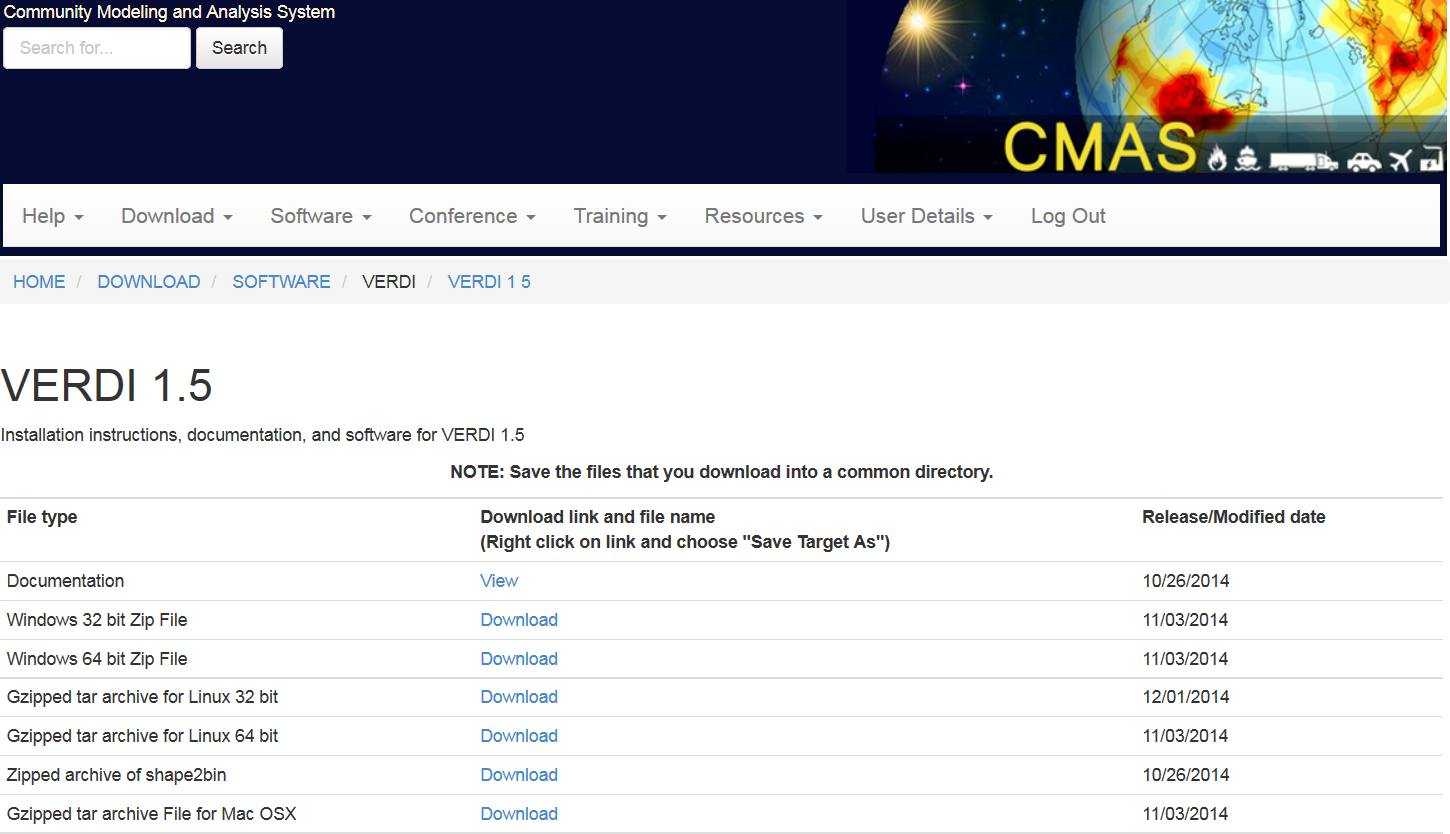 Community Modeling and Analysis System
Search for... Search
CMAS
Help Download Software Conference Training Resources User Details Log Out
HOME / DOWNLOAD / SOFTWARE / VERDI / VERDI 1 5
VERDI 1.5
Installation instructions, documentation, and software for VERDI 1.5
NOTE: Save the files that you download into a common directory.
File type Download link and file name Release/Modified date
(Right click on link and choose "Save Target As")
Documentation View 10/26/2014
Windows 32 bit Zip File Download 11/03/2014
Windows 64 bit Zip File Download 11/03/2014
Gzipped tar archive for Linux 32 bit Download 12/01/2014
Gzipped tar archive for Linux 64 bit Download 11/03/2014
Zipped archive of shape2bin Download 10/26/2014
Gzipped tar archive File for Mac OSX Download 11/03/2014